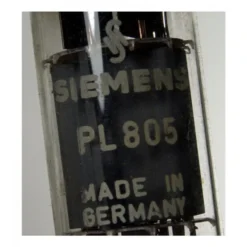 SIEMENS
PL 805
MADE IN
GERMANY